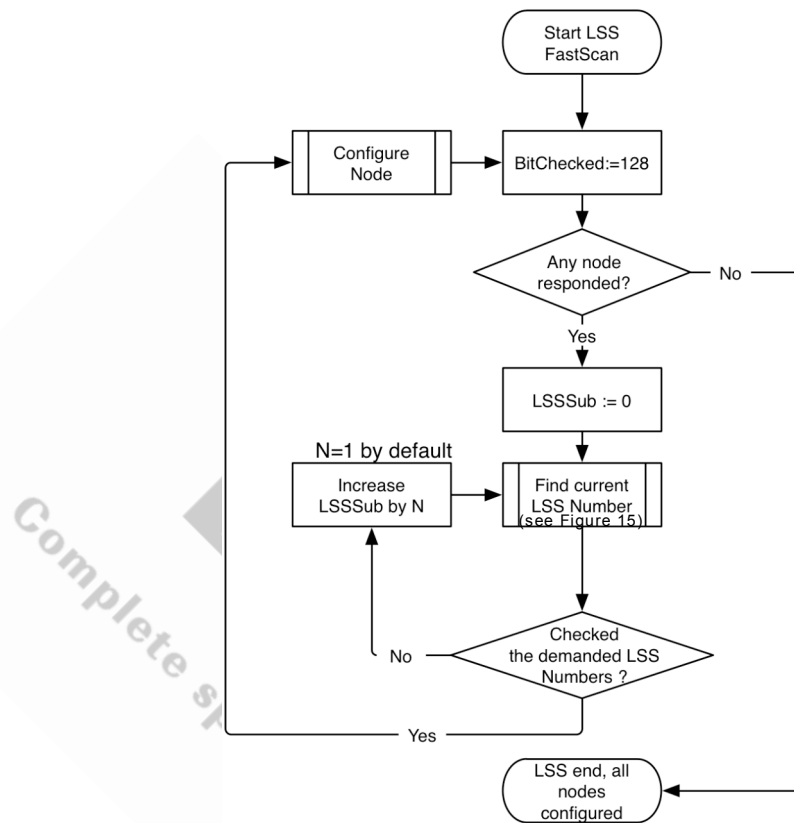 Start LSS
FastScan
Configure
Node
BitChecked:=128
Any node
responded?
No
Yes
LSSSub := 0
N=1 by default
Increase
LSSSub by N
Find current
LSS Number
(see Figure 15)
Checked
the demanded LSS
Numbers ?
No
Yes
LSS end, all
nodes
configured
Complete